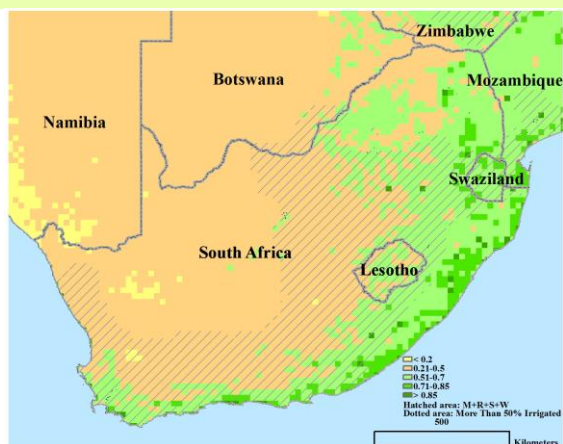 Zimbabwe
Botswana
Mozambique
Namibia
Swaziland
South Africa
Lesotho
< 0.2
0.21-0.5
0.51-0.7
0.71-0.85
> 0.85
Hatched area: M+R+S+W
Dotted area: More Than 50% Irrigated
500
Kilometers